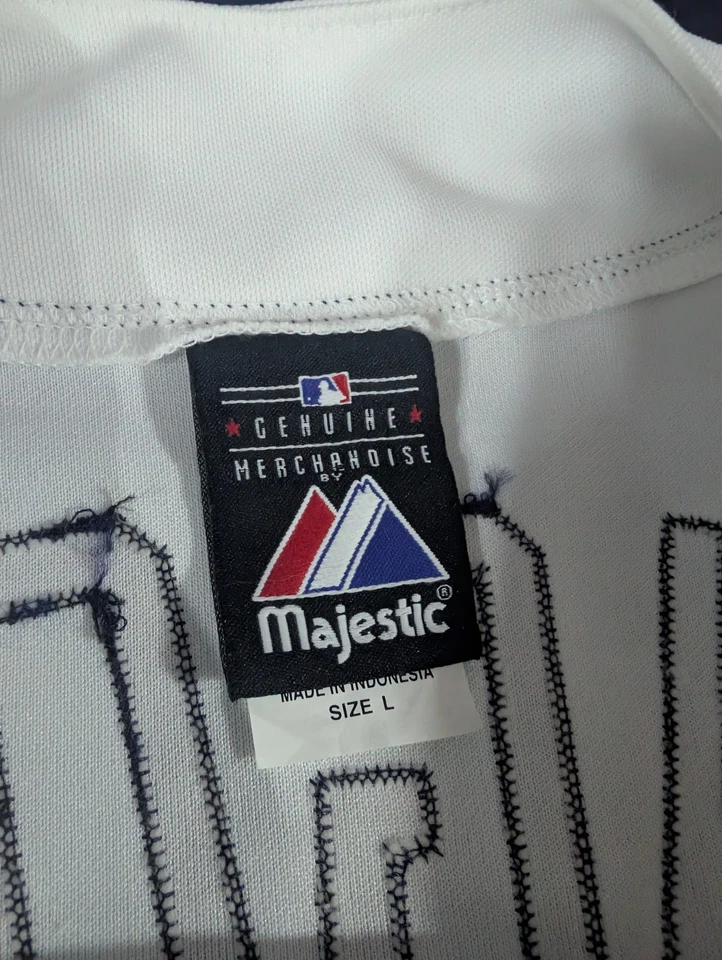 GENUINE
MERCHANDISE
BY
Majestic®
MADE IN INDONESIA
SIZE L